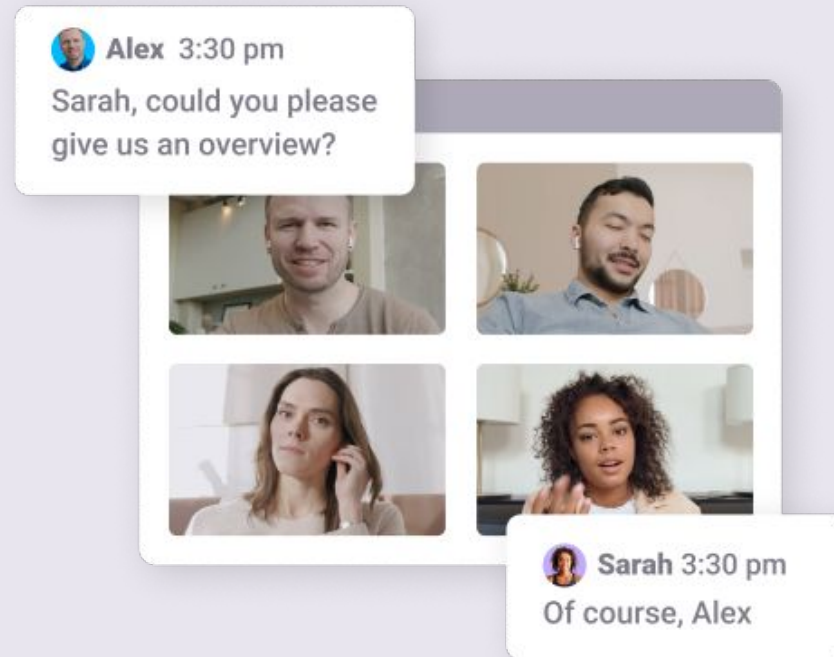 Alex 3:30 pm
Sarah, could you please
give us an overview?
Sarah 3:30 pm
Of course, Alex